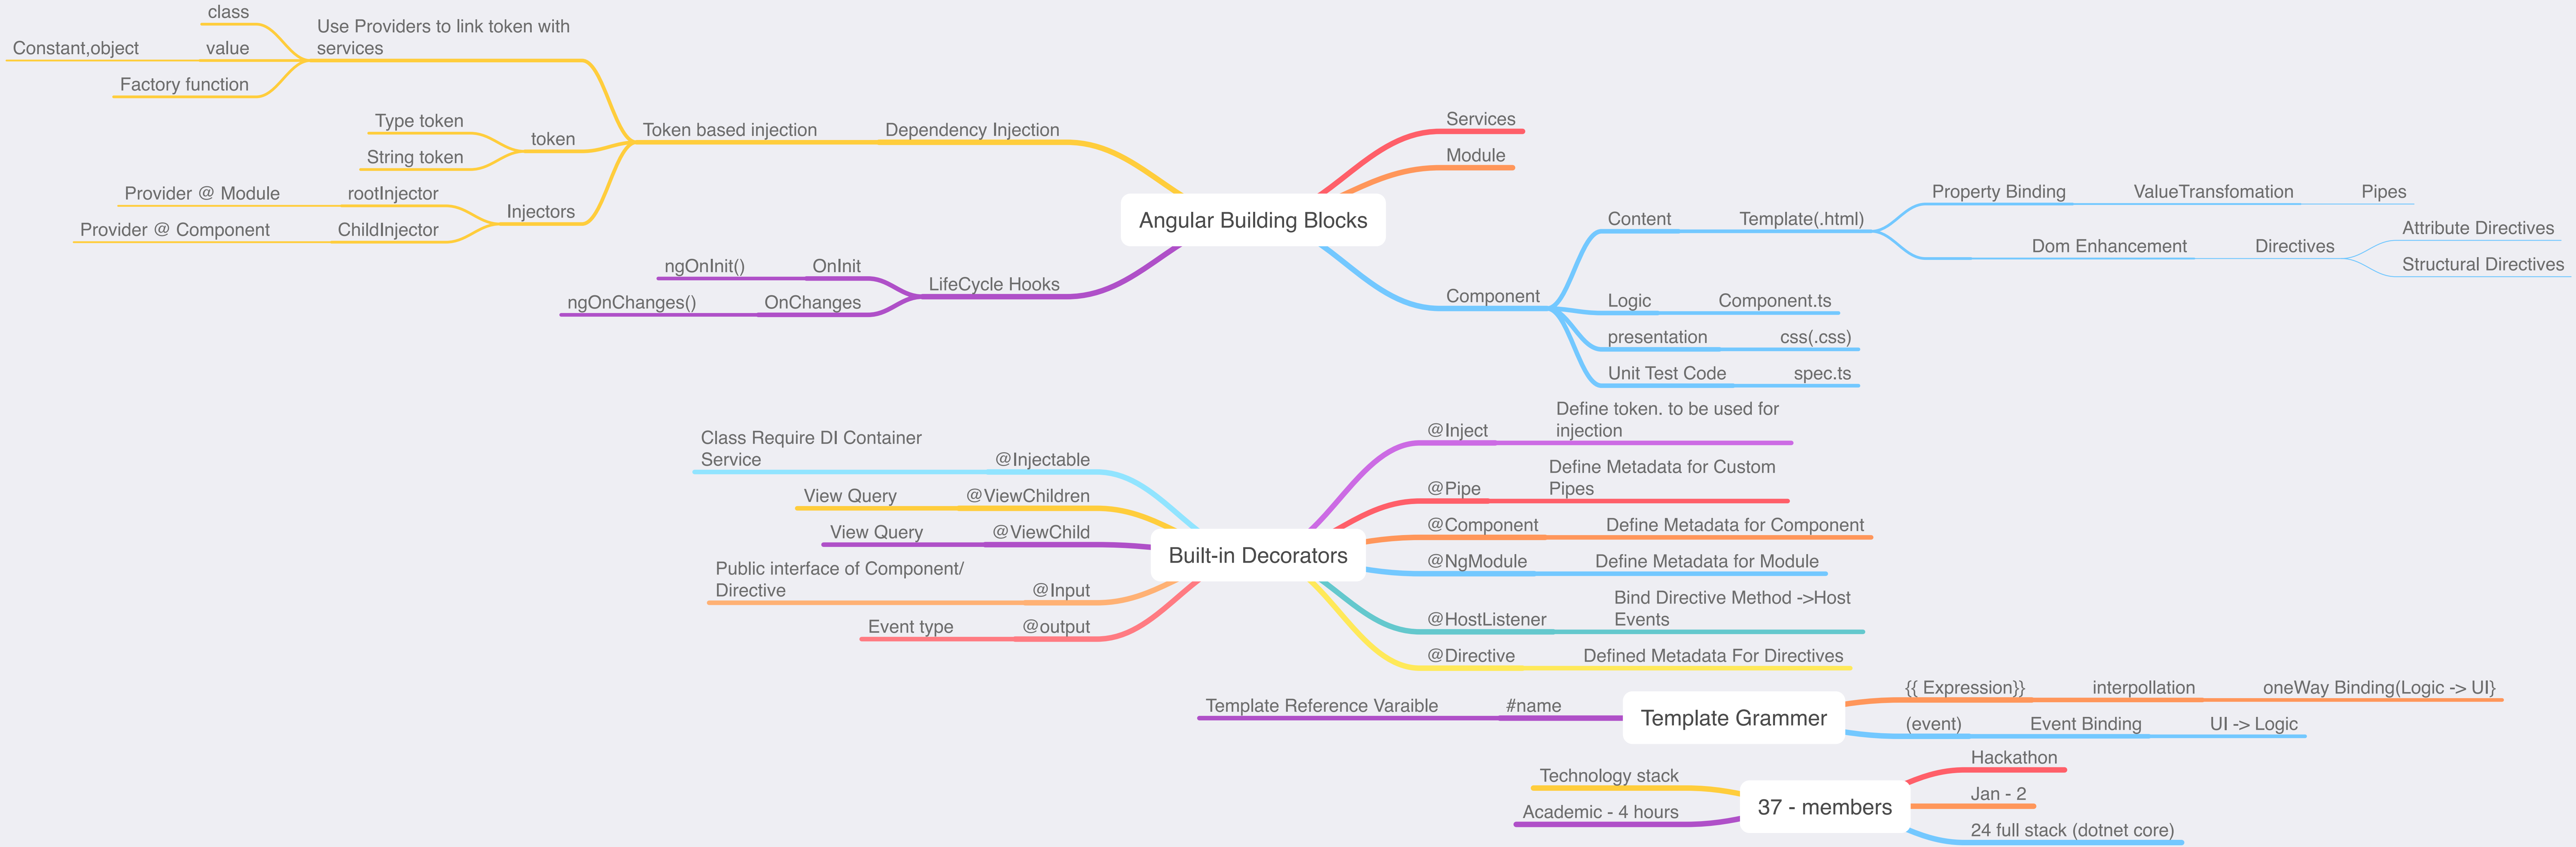 class
Use Providers to link token with
services
Constant,object
value
Factory function
Type token
token
String token
Token based injection
Dependency Injection
Provider @ Module
rootInjector
Injectors
Provider @ Component
ChildInjector
ngOnInit()
OnInit
LifeCycle Hooks
ngOnChanges()
OnChanges
Angular Building Blocks
Services
Module
Component
Content
Template(.html)
Property Binding
ValueTransfomation
Pipes
Dom Enhancement
Directives
Attribute Directives
Structural Directives
Logic
Component.ts
presentation
css(.css)
Unit Test Code
spec.ts
Class Require DI Container
Service
@Injectable
View Query
@ViewChildren
View Query
@ViewChild
Public interface of Component/
Directive
@Input
Event type
@output
Built-in Decorators
@Inject
Define token. to be used for
injection
@Pipe
Define Metadata for Custom
Pipes
@Component
Define Metadata for Component
@NgModule
Define Metadata for Module
@HostListener
Bind Directive Method ->Host
Events
@Directive
Defined Metadata For Directives
Template Reference Varaible
#name
Template Grammer
{{ Expression}}
interpollation
oneWay Binding(Logic -> UI}
(event)
Event Binding
UI -> Logic
Technology stack
Academic - 4 hours
37 - members
Hackathon
Jan - 2
24 full stack (dotnet core)